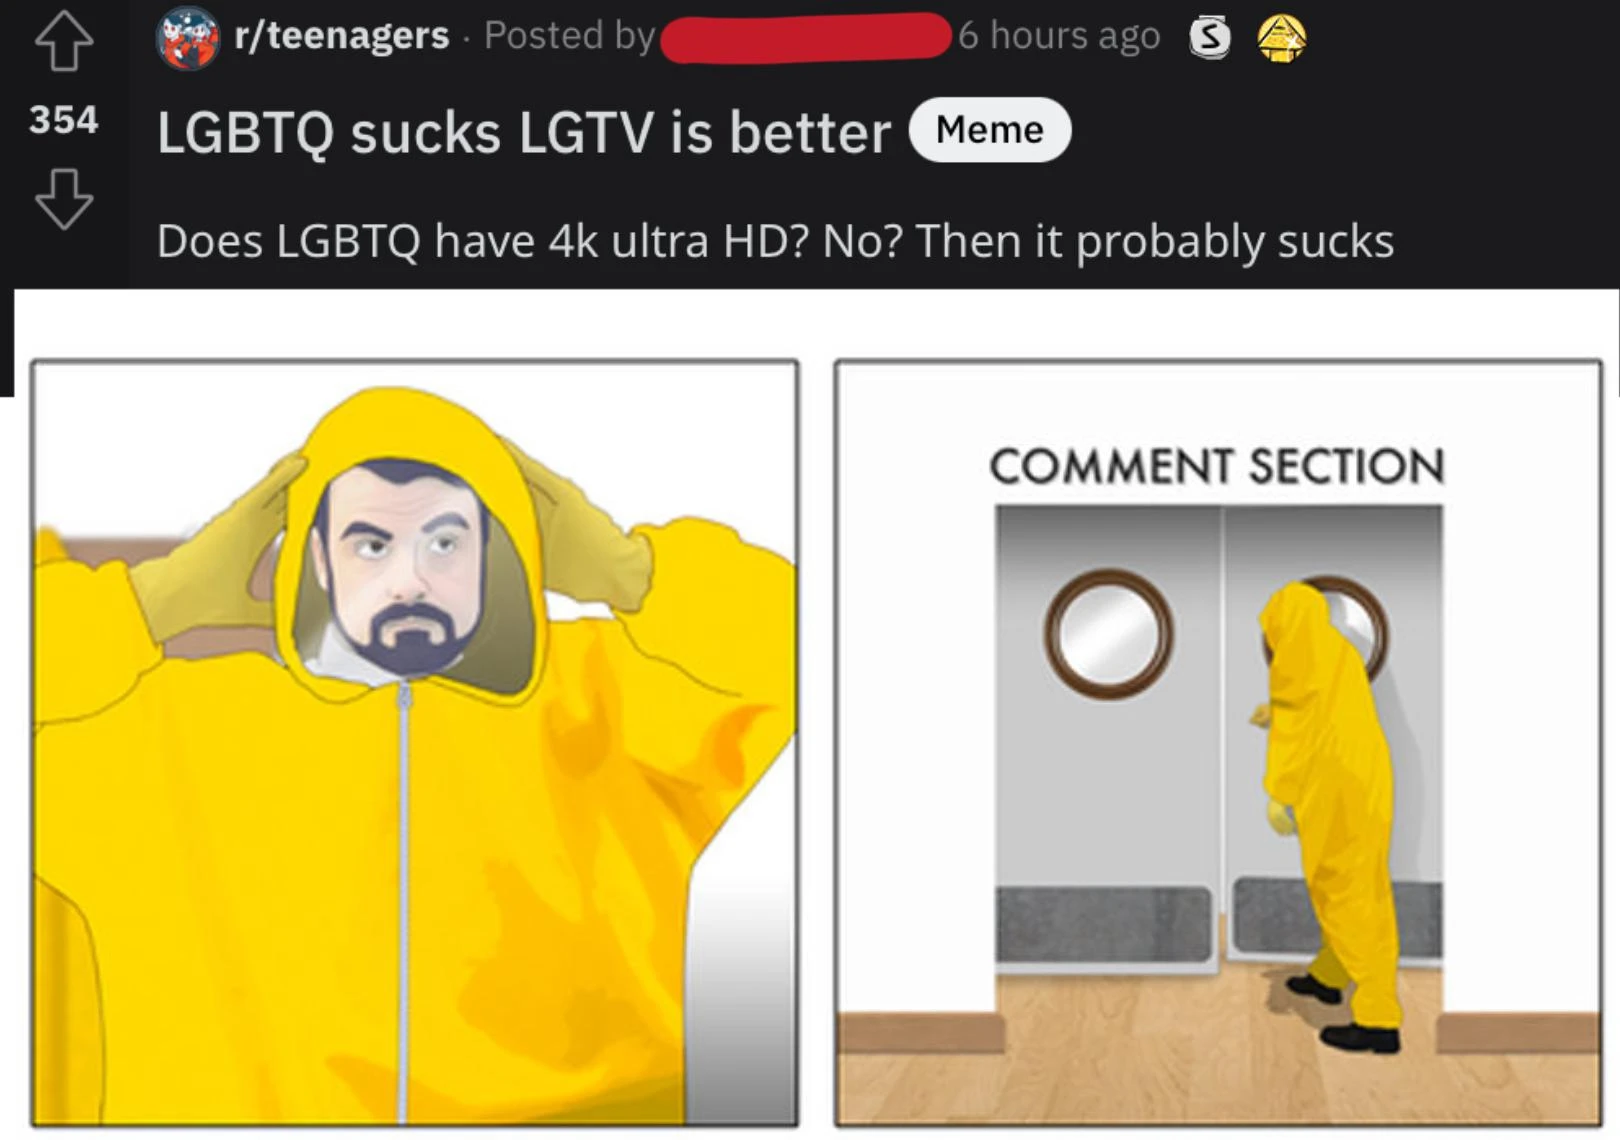 r/teenagers · Posted by 6 hours ago S
354
LGBTQ sucks LGTV is better Meme
Does LGBTQ have 4k ultra HD? No? Then it probably sucks
COMMENT SECTION